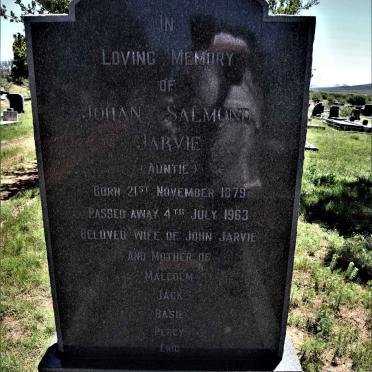 IN
LOVING MEMORY
OF
JOHAN SALMOND
JARVIE
(AUNTIE)
BORN 21ST NOVEMBER 1879
PASSED AWAY 4TH JULY 1963
BELOVED WIFE OF JOHN JARVIE
AND MOTHER OF
MALCOLM
JACK
BASIL
PERCY
ERIC